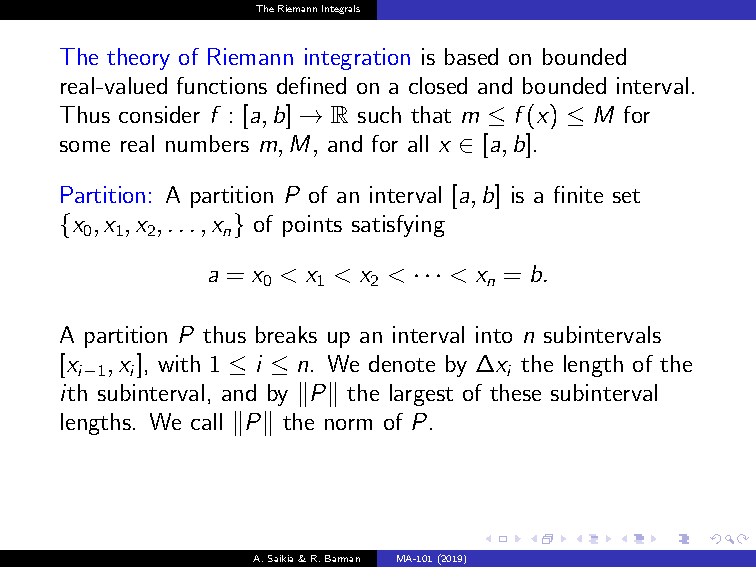 The Riemann Integrals
The theory of Riemann integration is based on bounded
real-valued functions defined on a closed and bounded interval.
Thus consider f : [a, b] → ℝ such that m ≤ f(x) ≤ M for
some real numbers m, M, and for all x ∈ [a, b].
Partition: A partition P of an interval [a, b] is a finite set
{x₀, x₁, x₂, . . . , xₙ} of points satisfying
a = x₀ < x₁ < x₂ < · · · < xₙ = b.
A partition P thus breaks up an interval into n subintervals
[xᵢ₋₁, xᵢ], with 1 ≤ i ≤ n. We denote by Δxᵢ the length of the
ith subinterval, and by ‖P‖ the largest of these subinterval
lengths. We call ‖P‖ the norm of P.
A. Saikia & R. Barman MA-101 (2019)